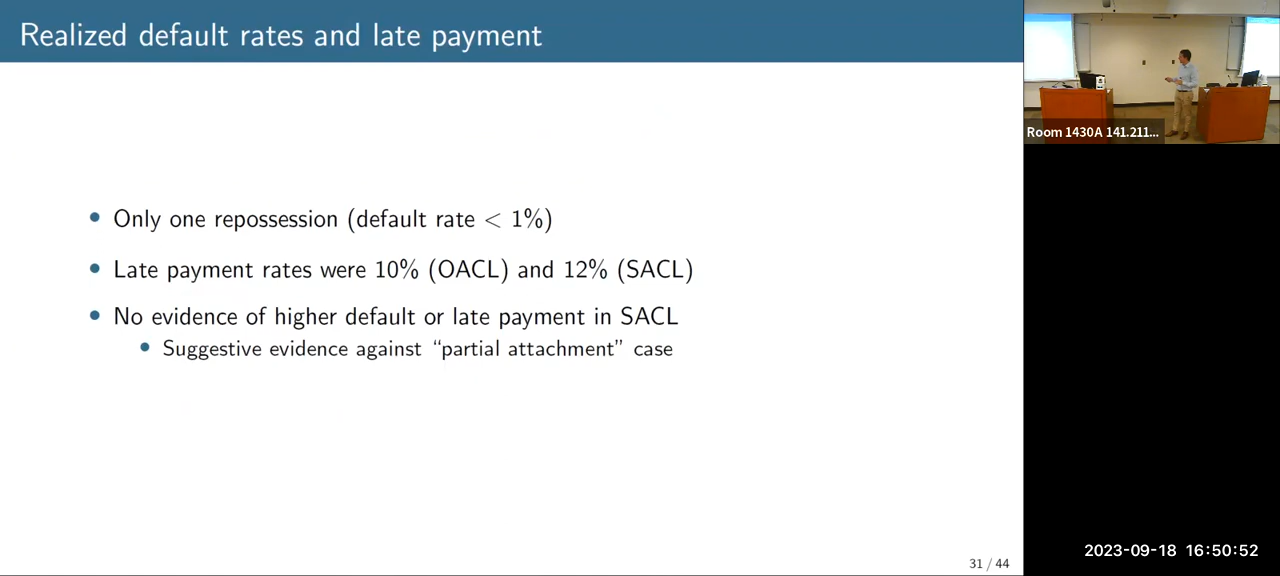 Realized default rates and late payment
Only one repossession (default rate < 1%)
Late payment rates were 10% (OACL) and 12% (SACL)
No evidence of higher default or late payment in SACL
Suggestive evidence against “partial attachment” case
31 / 44
Room 1430A 141.211...
2023-09-18 16:50:52